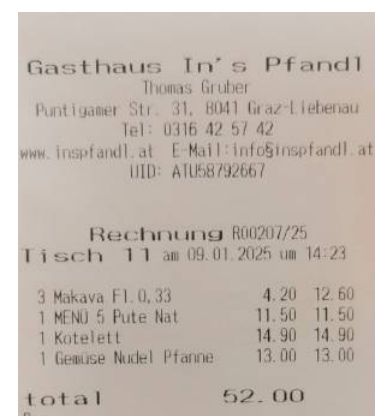 Gasthaus In's Pfandl
Thomas Gruber
Puntigamer Str. 31, 8041 Graz-Liebenau
Tel: 0316 42 57 42
www.inspfandl.at E-Mail:info§inspfandl.at
UID: ATU58792667
Rechnung R00207/25
Tisch 11 am 09.01.2025 um 14:23
3 Makava Fl.0,33 4.20 12.60
1 MENÜ 5 Pute Nat 11.50 11.50
1 Kotelett 14.90 14.90
1 Gemüse Nudel Pfanne 13.00 13.00
total 52.00